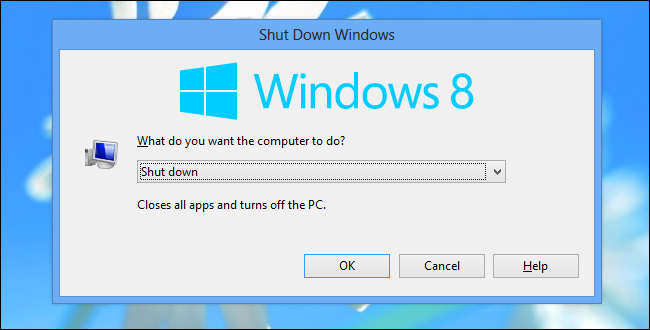 Shut Down Windows
Windows 8
What do you want the computer to do?
Shut down
Closes all apps and turns off the PC.
OK
Cancel
Help